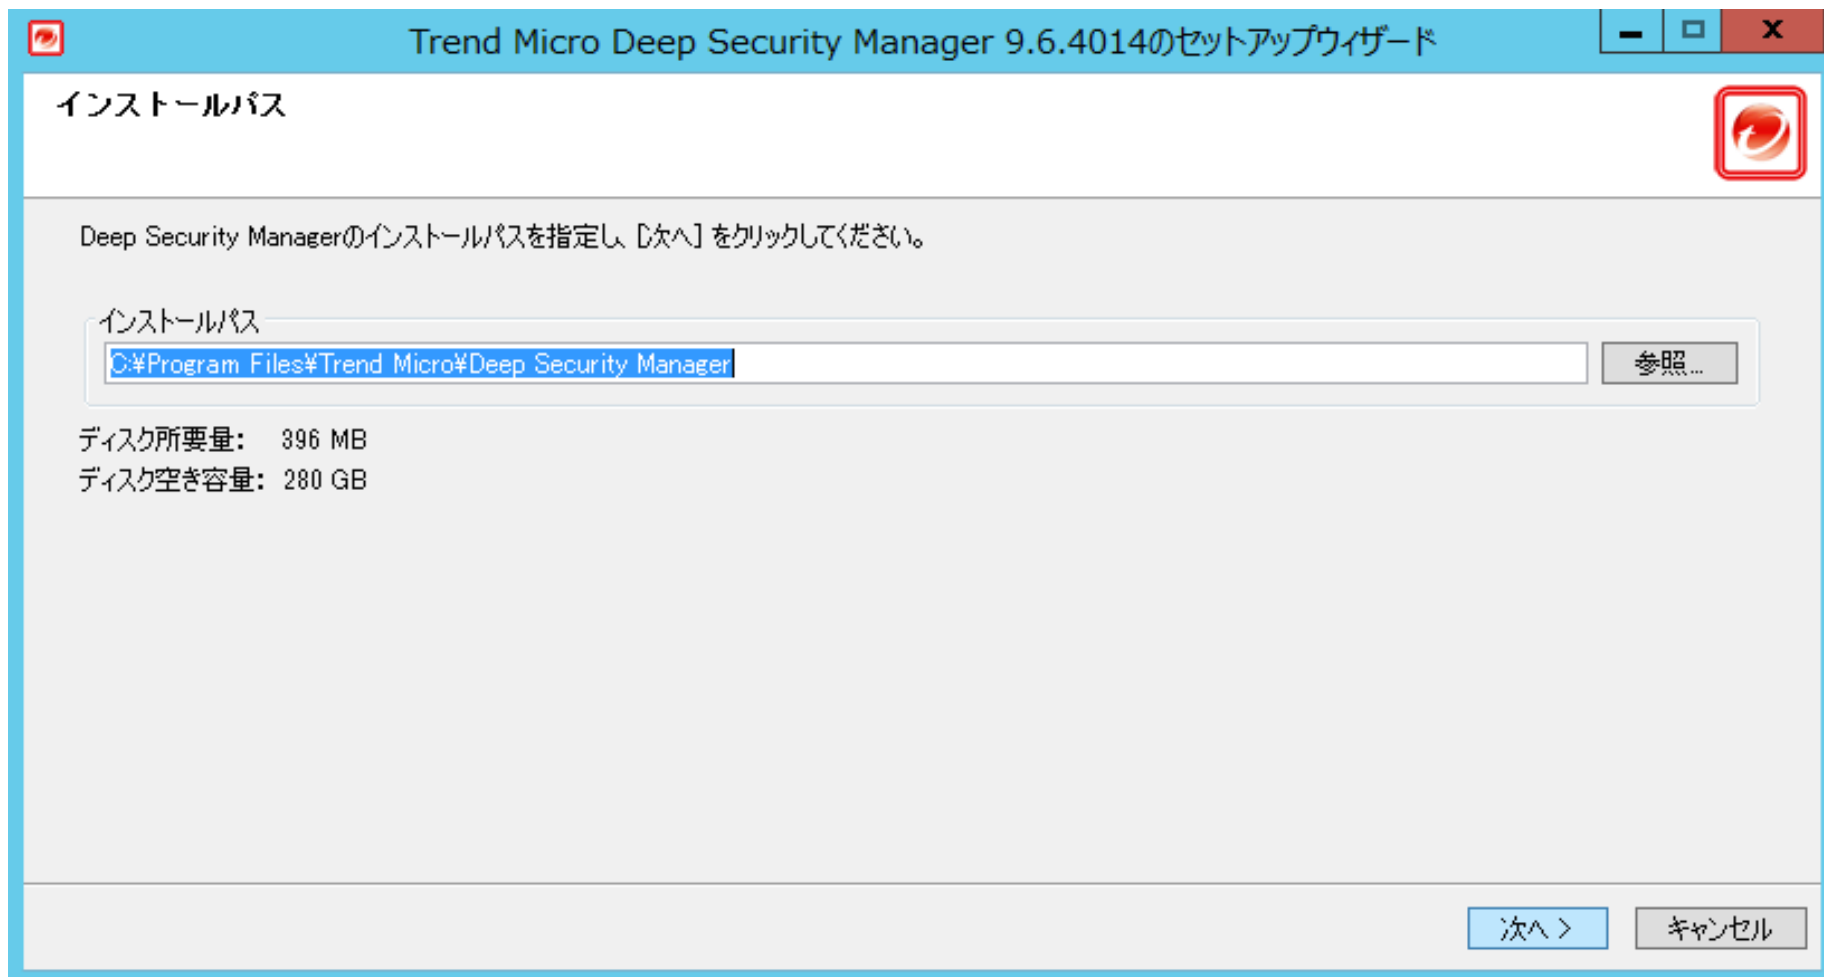 Trend Micro Deep Security Manager 9.6.4014のセットアップウィザード
インストールパス
Deep Security Managerのインストールパスを指定し、[次へ] をクリックしてください。
インストールパス
C:¥Program Files¥Trend Micro¥Deep Security Manager
参照...
ディスク所要量: 396 MB
ディスク空き容量: 280 GB
次へ >
キャンセル